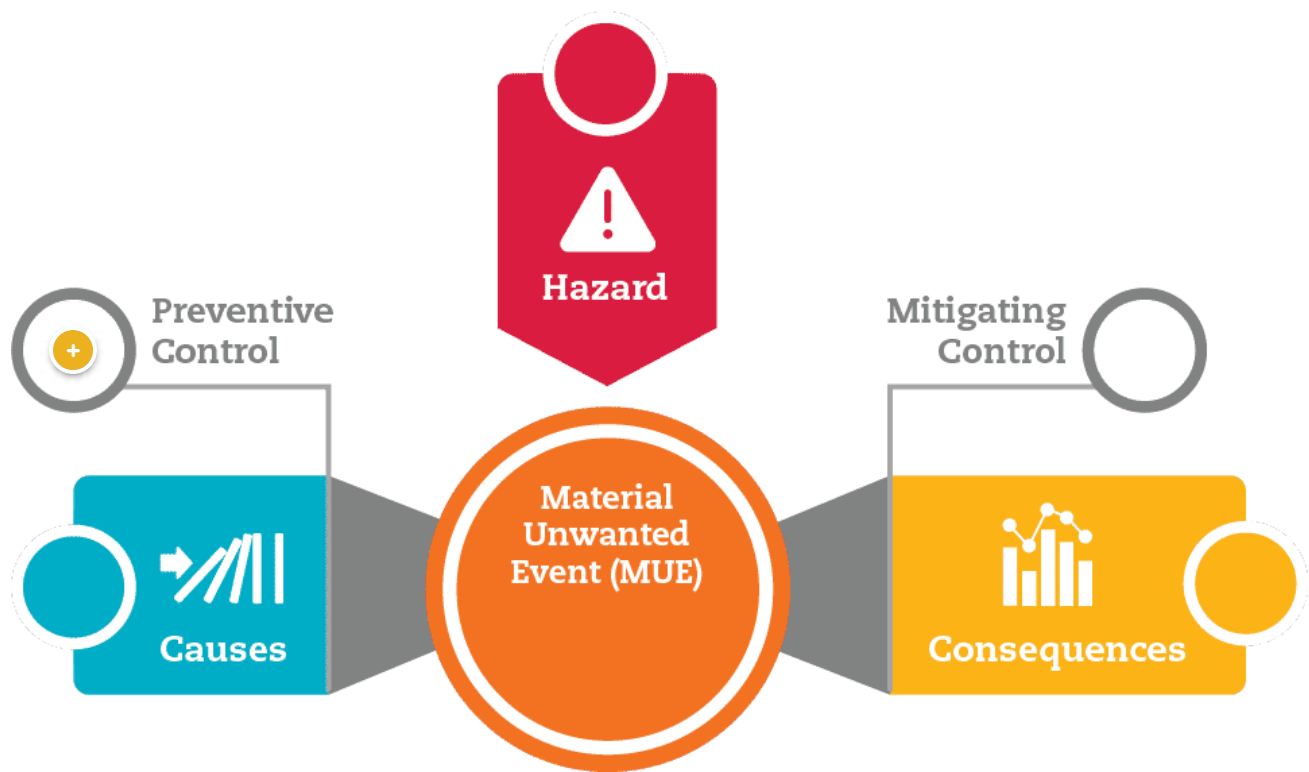 Hazard
Preventive
Control
Mitigating
Control
Material
Unwanted
Event (MUE)
Causes
Consequences